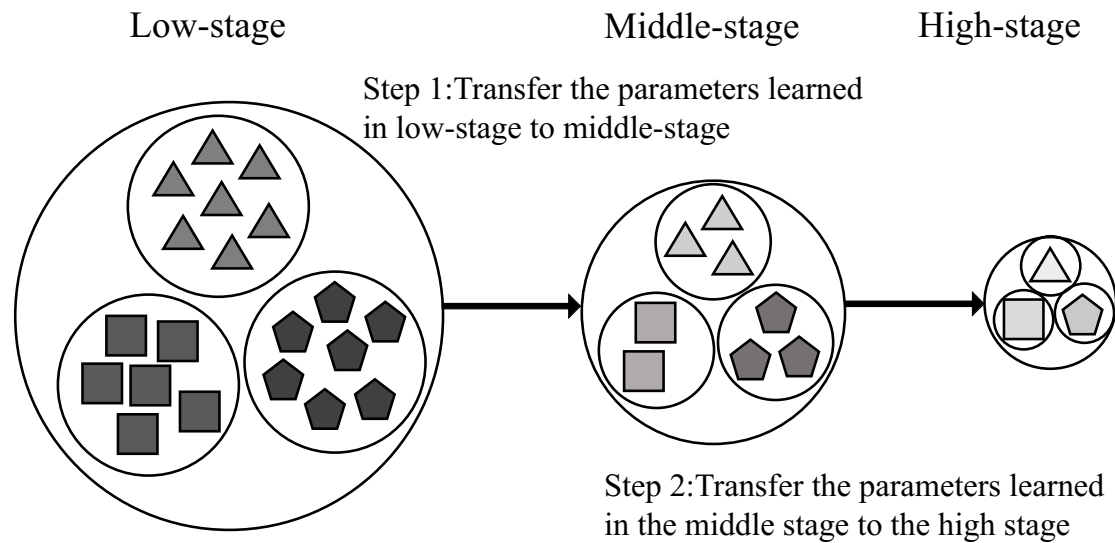 Low-stage
Middle-stage
High-stage
Step 1:Transfer the parameters learned
in low-stage to middle-stage
Step 2:Transfer the parameters learned
in the middle stage to the high stage